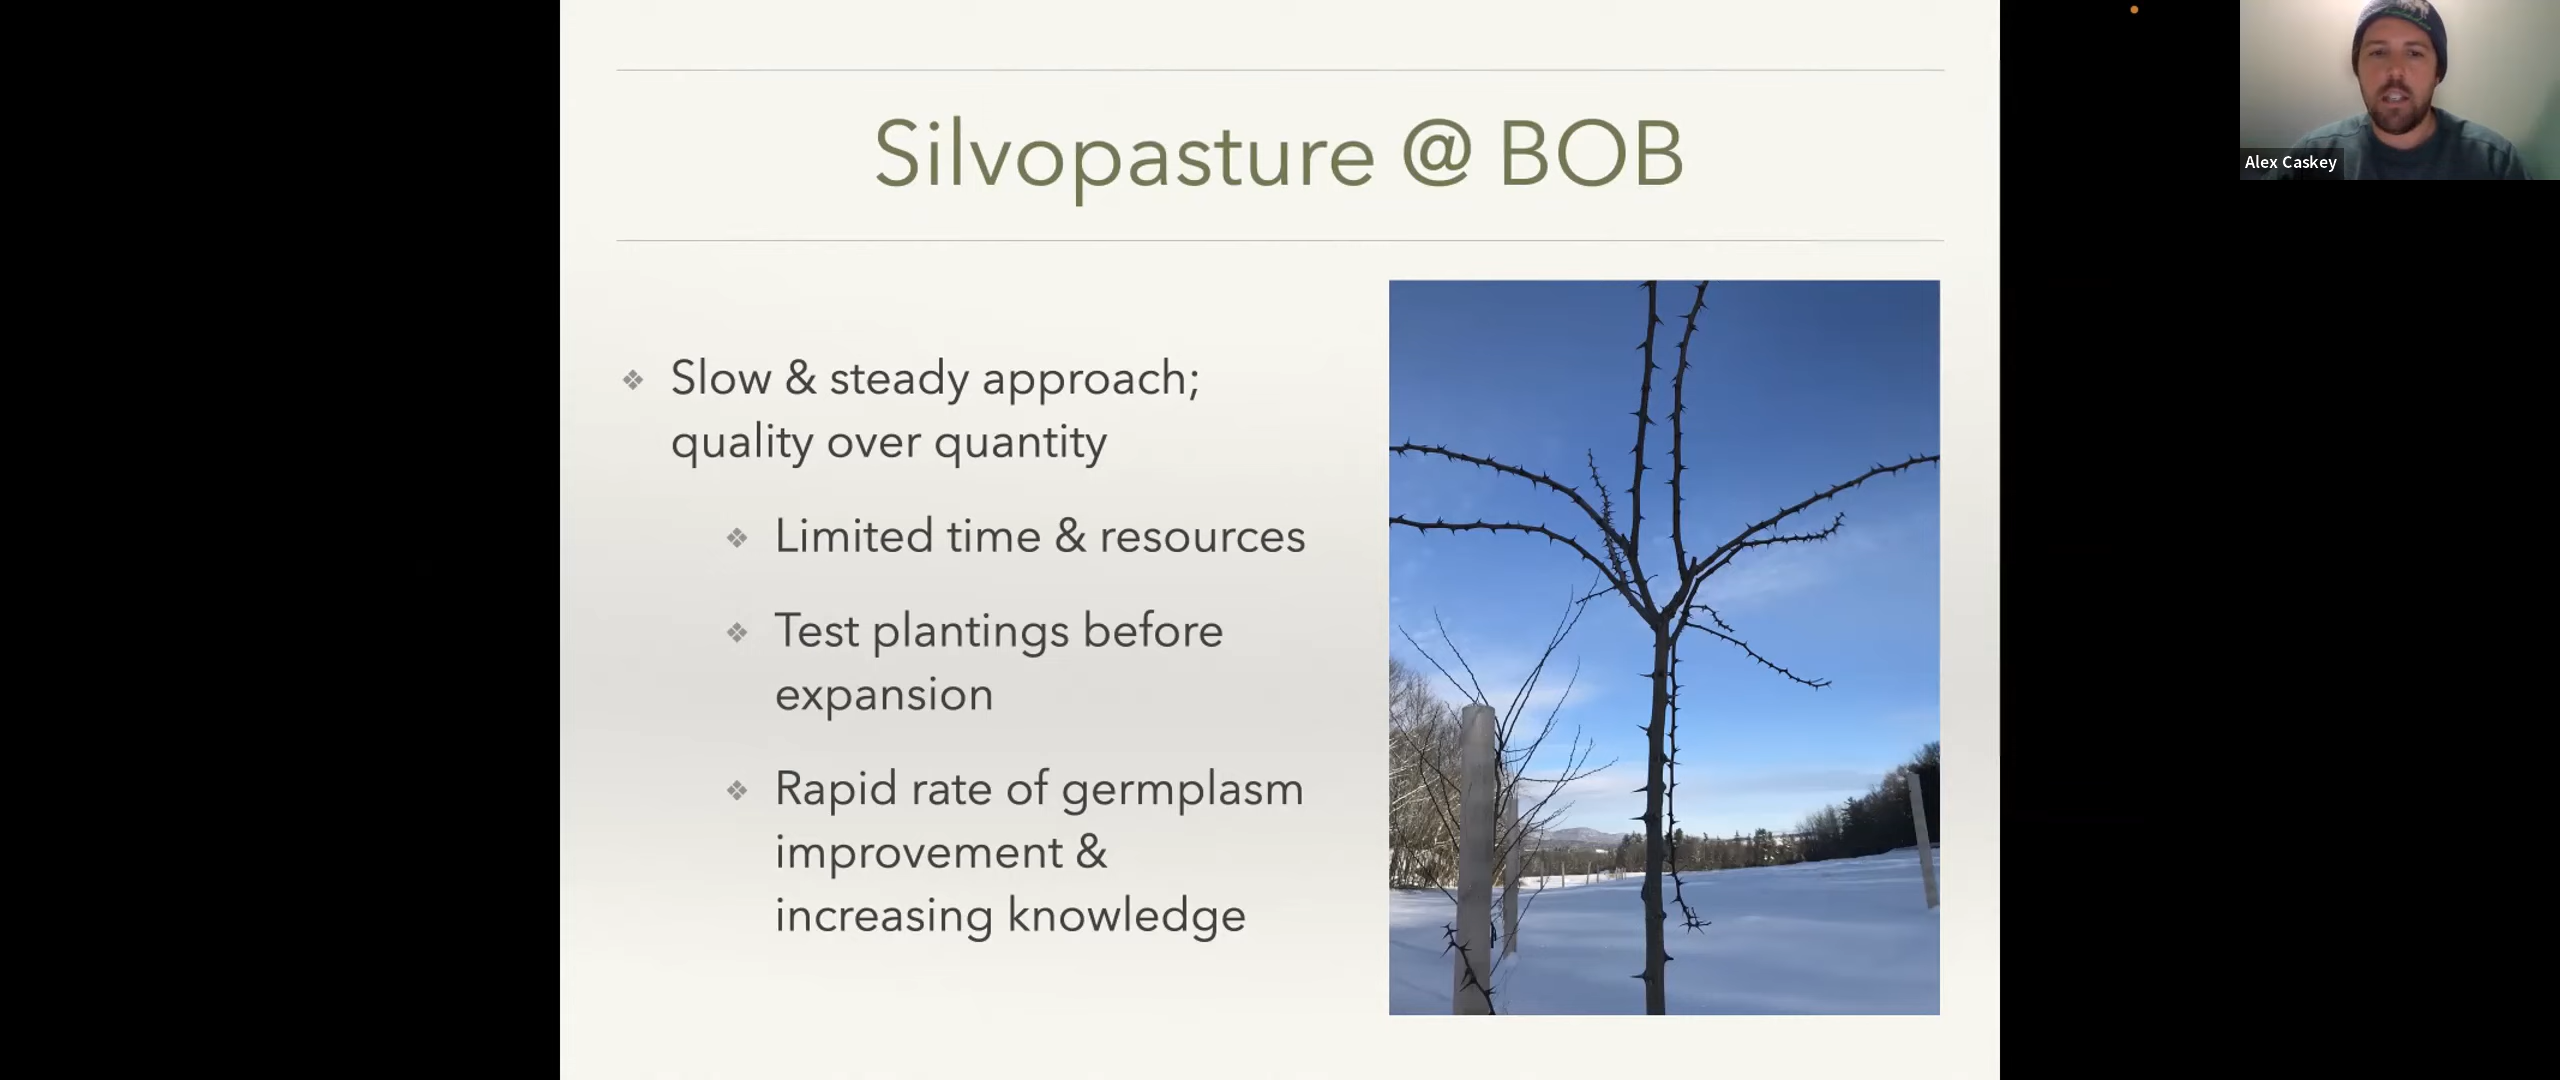 Silvopasture @ BOB
Alex Caskey
Slow & steady approach;
quality over quantity
Limited time & resources
Test plantings before
expansion
Rapid rate of germplasm
improvement &
increasing knowledge